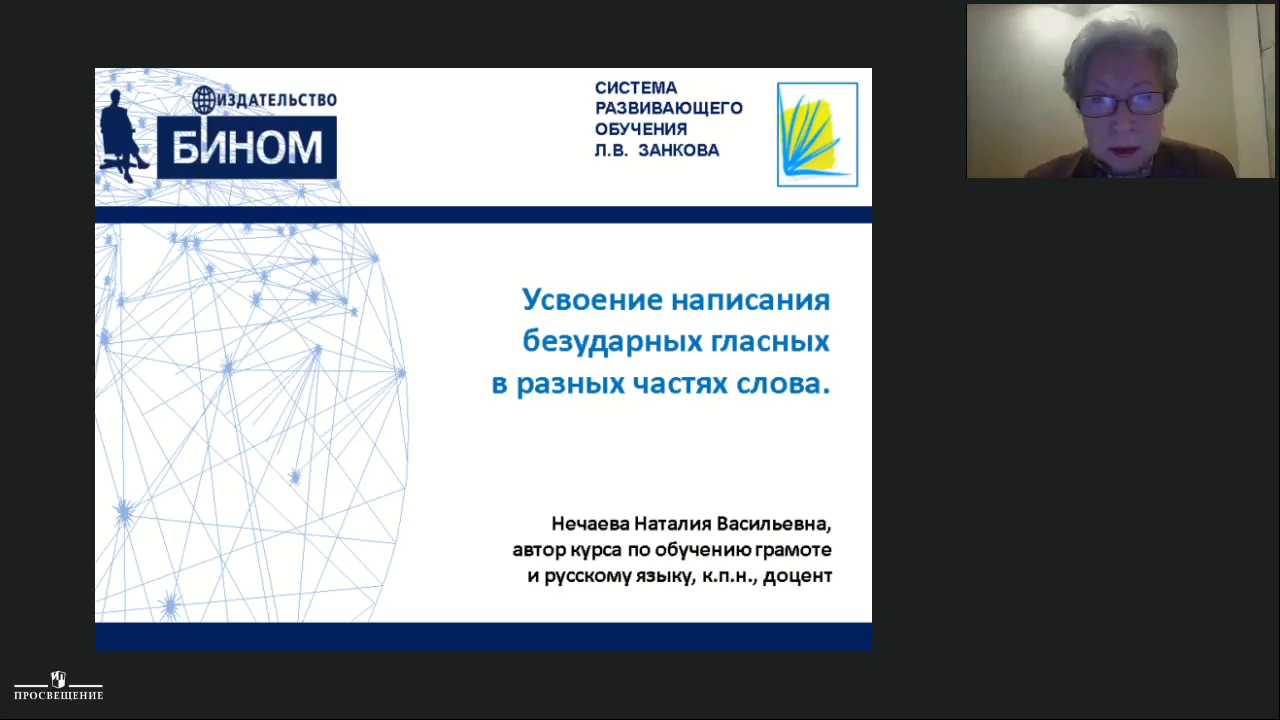 ИЗДАТЕЛЬСТВО
БИНОМ
СИСТЕМА
РАЗВИВАЮЩЕГО
ОБУЧЕНИЯ
Л.В. ЗАНКОВА
Усвоение написания
безударных гласных
в разных частях слова.
Нечаева Наталия Васильевна,
автор курса по обучению грамоте
и русскому языку, к.п.н., доцент
ПРОСВЕЩЕНИЕ